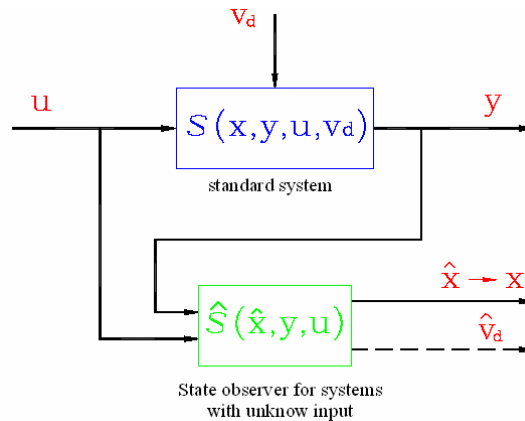 v_d
u
y
S(x,y,u,v_d)
standard system
x̂ → x
Ŝ(x̂,y,u)
v̂_d
State observer for systems
with unknow input